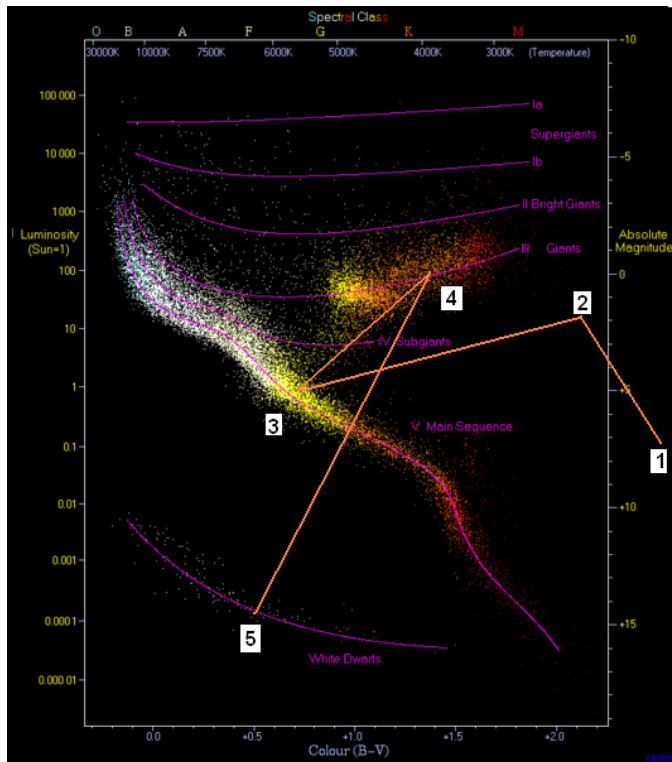 Spectral Class
O B A F G K M
30000K 10000K 7500K 6000K 5000K 4000K 3000K (Temperature)
-10
100 000
Ia
Supergiants
10 000
Ib
-5
1000
II Bright Giants
Luminosity
(Sun=1)
Absolute
Magnitude
III Giants
100
0
4
2
10
IV Subgiants
1
+5
3
V Main Sequence
0.1
1
0.01
+10
0.001
0.0001
+15
5
White Dwarfs
0.000 01
0.0 +0.5 +1.0 +1.5 +2.0
Colour (B-V)